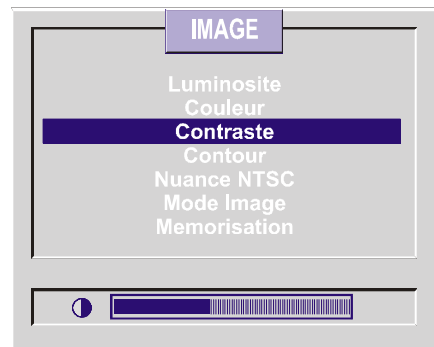 IMAGE
Luminosite
Couleur
Contraste
Contour
Nuance NTSC
Mode Image
Memorisation